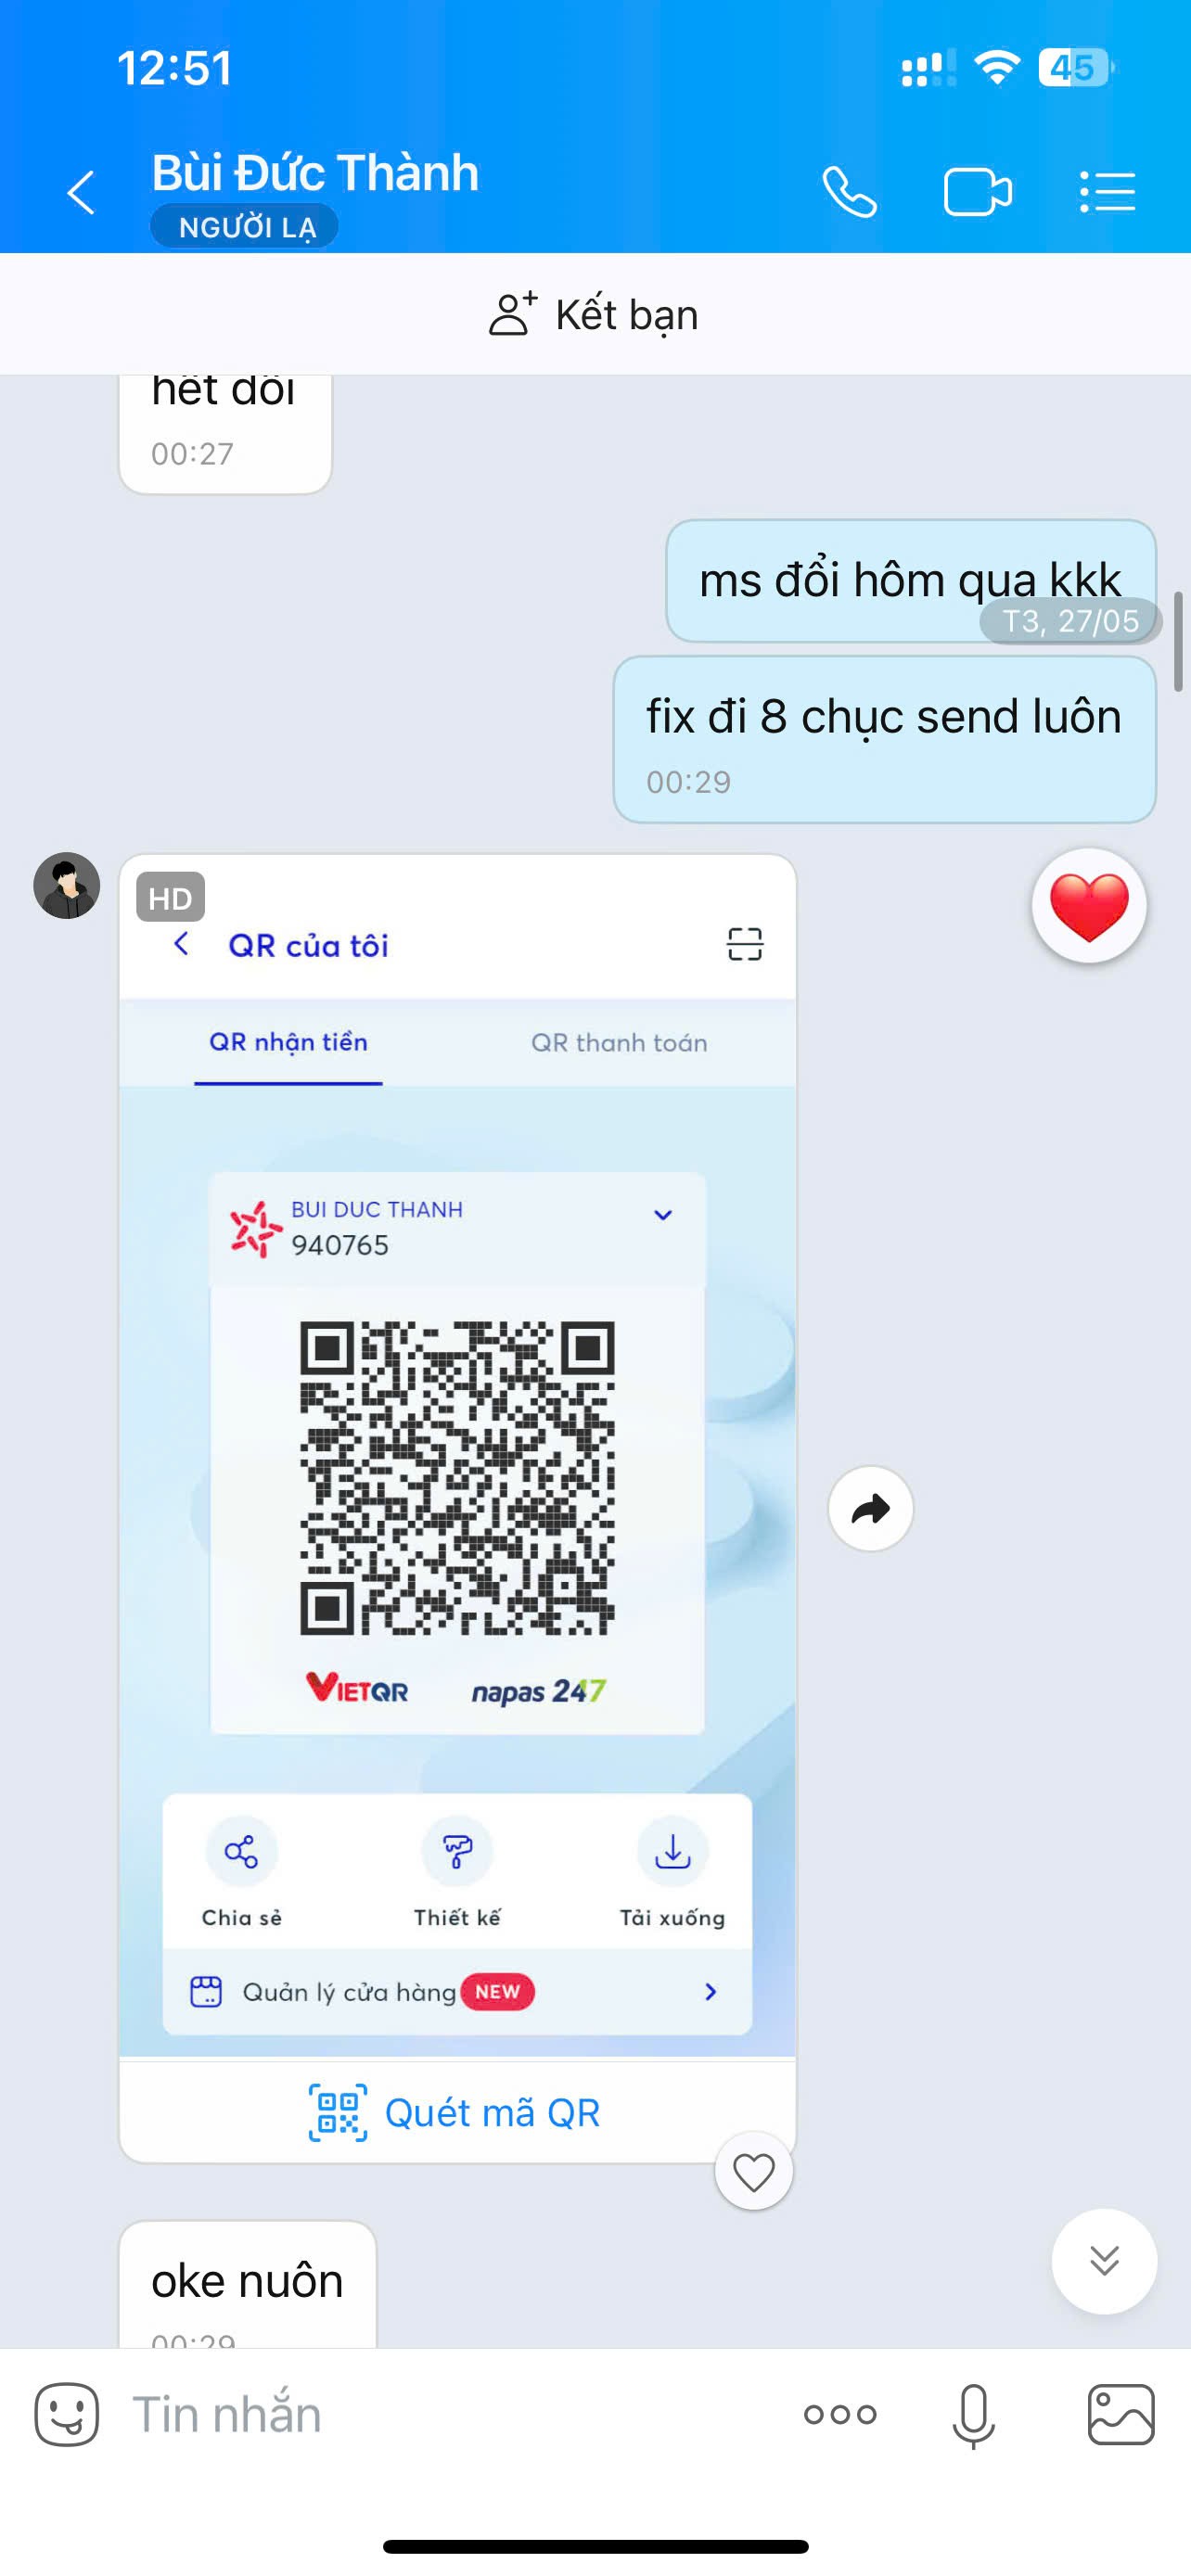 12:51
45
Bùi Đức Thành
NGƯỜI LẠ
Kết bạn
hết đổi
00:27
ms đổi hôm qua kkk
T3, 27/05
fix đi 8 chục send luôn
00:29
HD
QR của tôi
QR nhận tiền
QR thanh toán
BUI DUC THANH
940765
VIETQR
napas 247
Chia sẻ
Thiết kế
Tải xuống
Quản lý cửa hàng NEW
Quét mã QR
oke nuôn
00:29
Tin nhắn